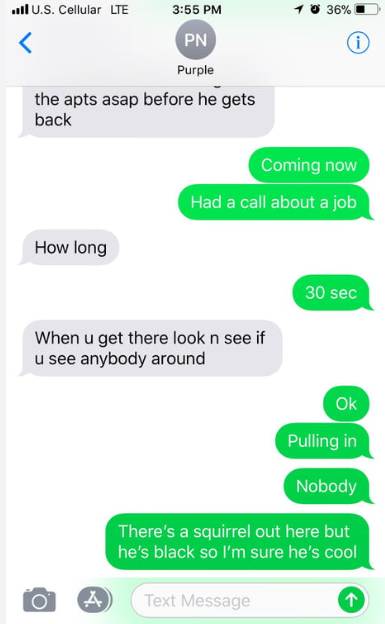 U.S. Cellular LTE 3:55 PM 36%
PN
Purple
the apts asap before he gets
back
Coming now
Had a call about a job
How long
30 sec
When u get there look n see if
u see anybody around
Ok
Pulling in
Nobody
There's a squirrel out here but
he's black so I'm sure he's cool
Text Message